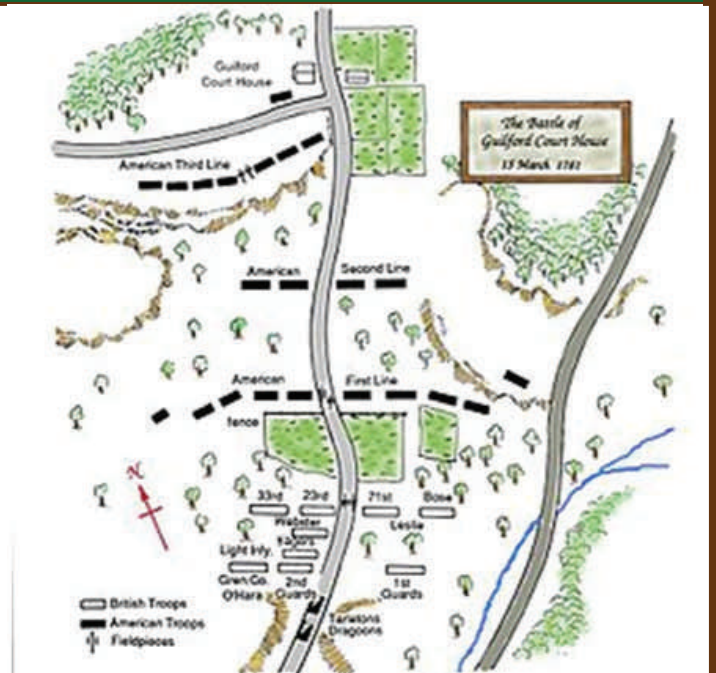 Guilford
Court House
The Battle of
Guilford Court House
15 March 1781
American Third Line
American Second Line
American First Line
fence
N
33rd 23rd 71st Bose
Webster Leslie
Yagers
Light Infy.
Gren.Co. 2nd 1st
O'Hara Guards Guards
British Troops
American Troops
Fieldpieces
Tarletons
Dragoons